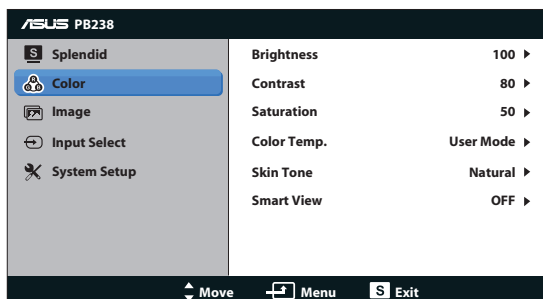 ASUS PB238
S Splendid
Color
Image
Input Select
System Setup
Brightness 100
Contrast 80
Saturation 50
Color Temp. User Mode
Skin Tone Natural
Smart View OFF
Move Menu S Exit